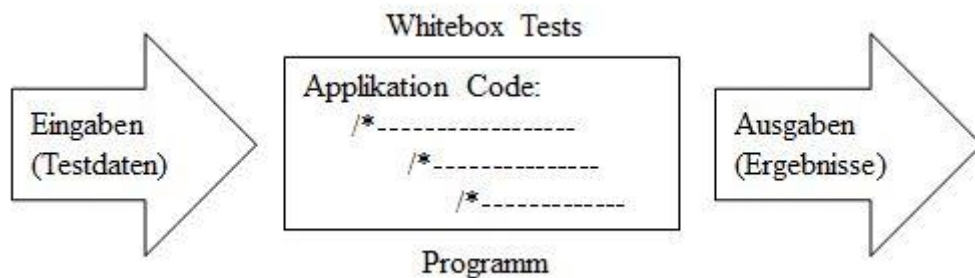 Whitebox Tests
Eingaben
(Testdaten)
Applikation Code:
/*-------------------
/*----------------
/*--------------
Ausgaben
(Ergebnisse)
Programm